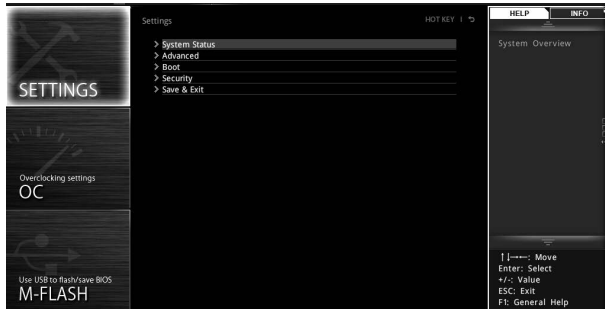 SETTINGS
Overclocking settings
OC
Use USB to flash/save BIOS
M-FLASH
Settings
HOT KEY | ↶
> System Status
> Advanced
> Boot
> Security
> Save & Exit
HELP
INFO
System Overview
↑↓→←: Move
Enter: Select
+/-: Value
ESC: Exit
F1: General Help